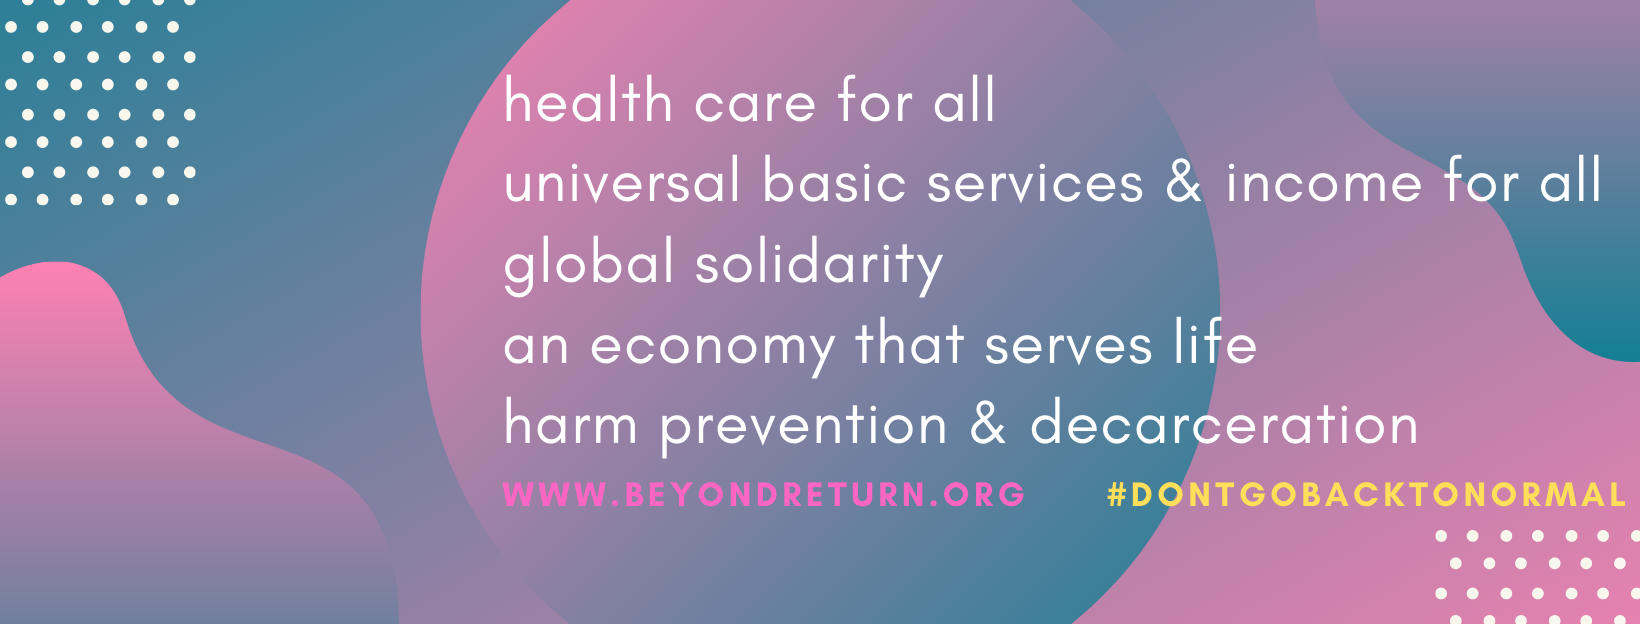 health care for all
universal basic services & income for all
global solidarity
an economy that serves life
harm prevention & decarceration
WWW.BEYONDRETURN.ORG #DONTGOBACKTONORMAL